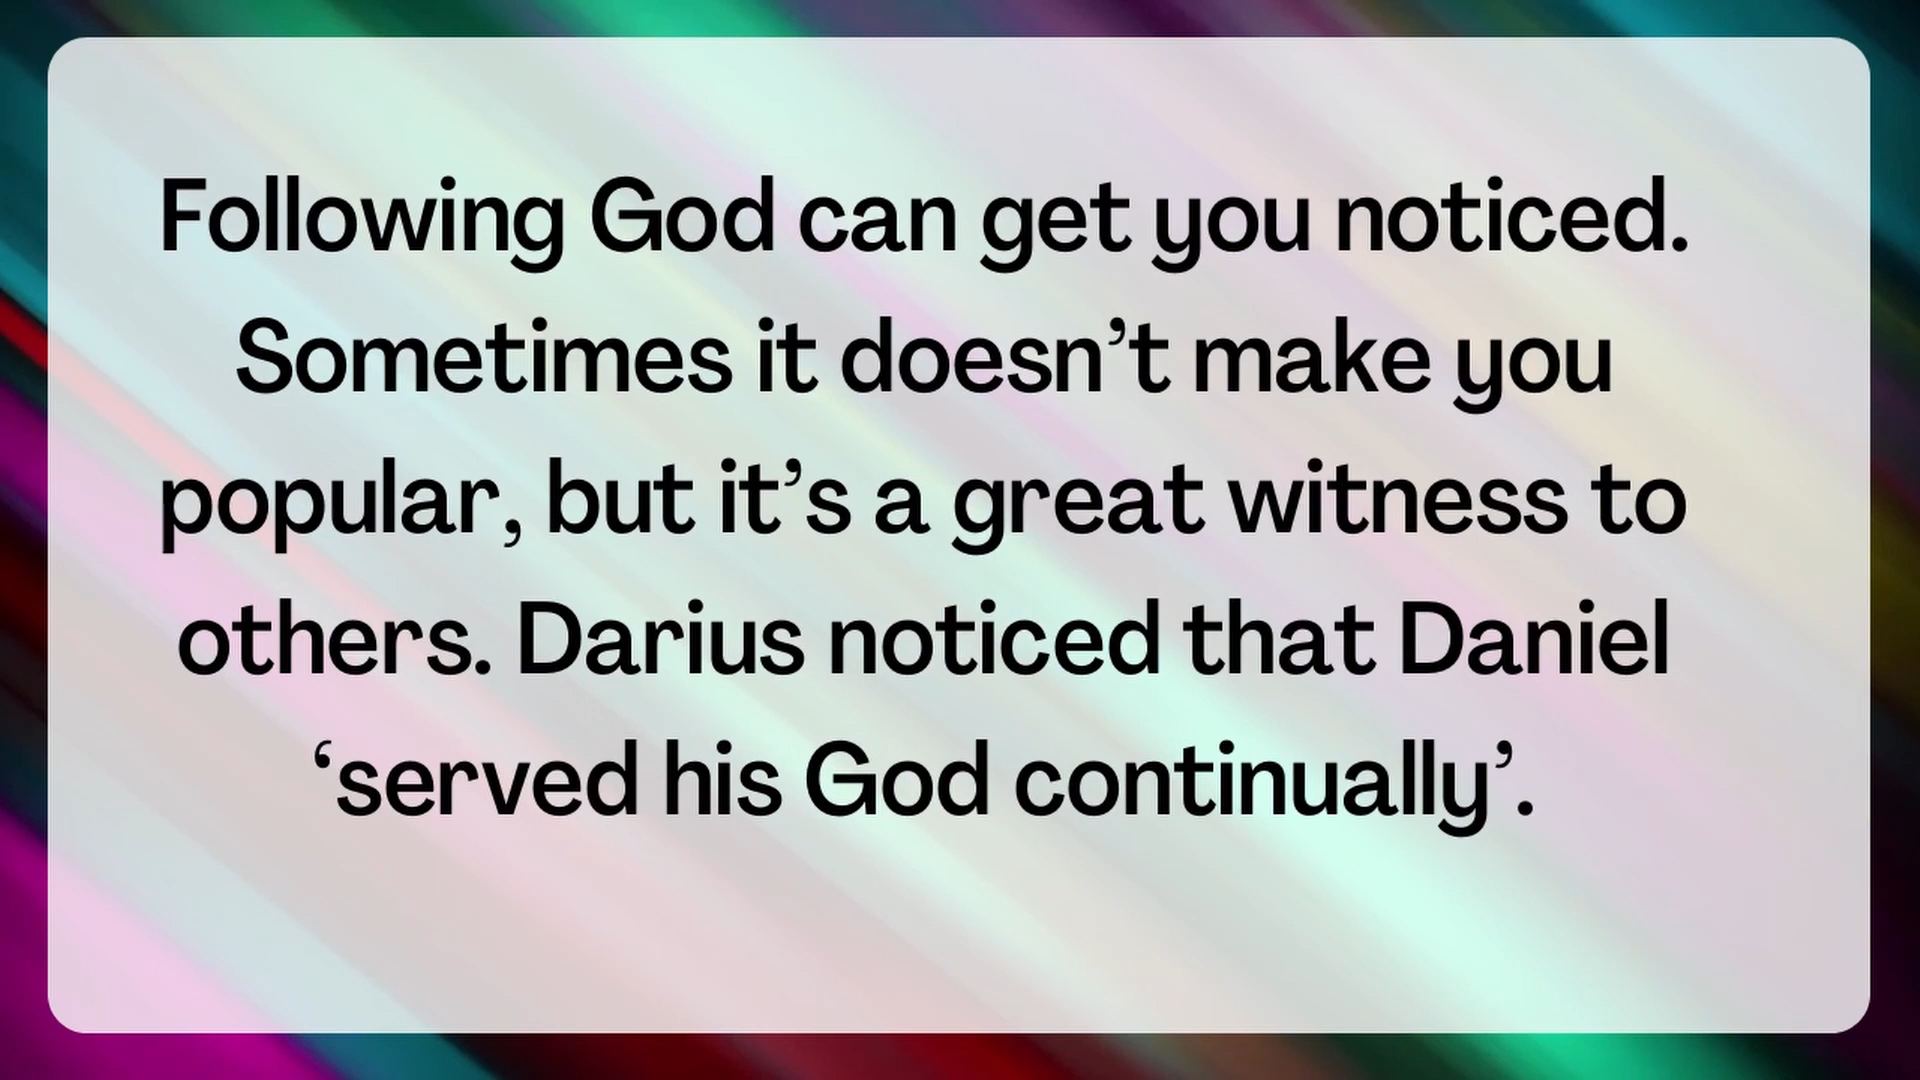 Following God can get you noticed.
Sometimes it doesn’t make you
popular, but it’s a great witness to
others. Darius noticed that Daniel
‘served his God continually’.